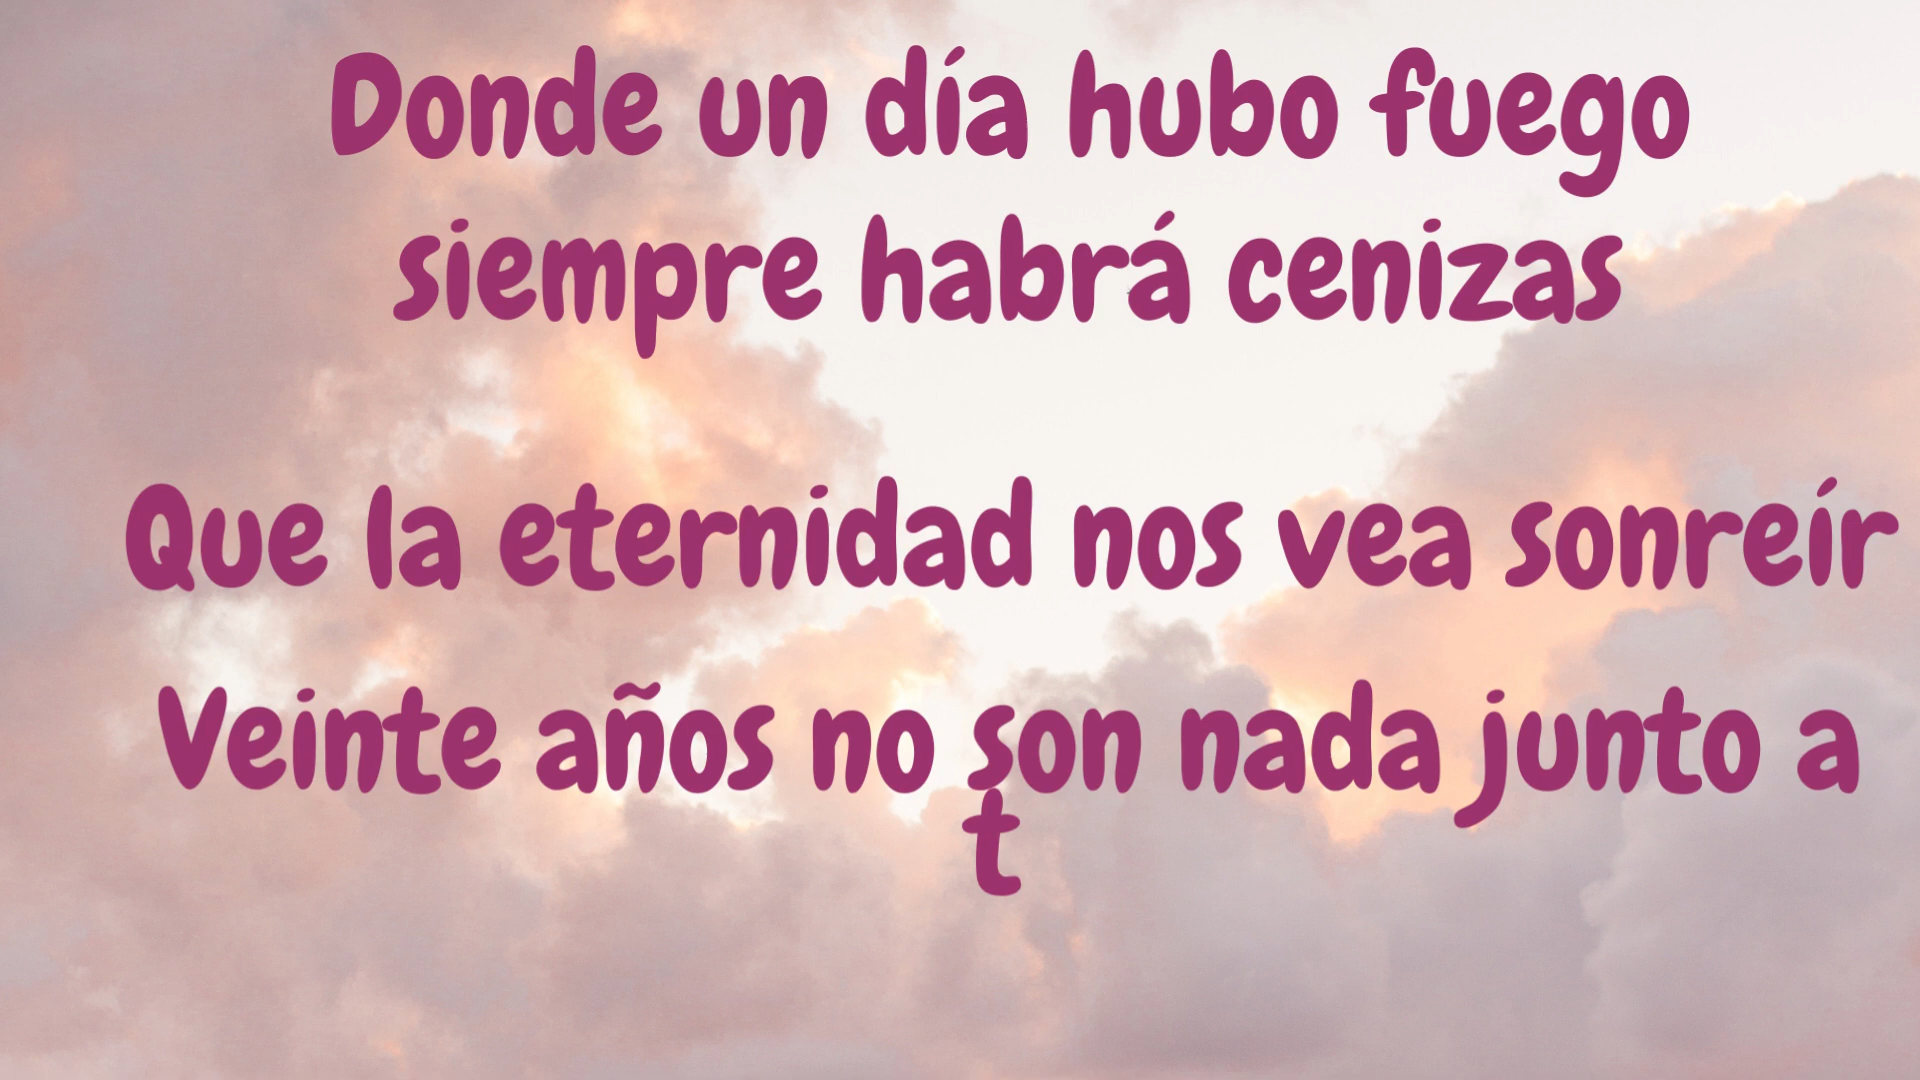 Donde un día hubo fuego
siempre habrá cenizas
Que la eternidad nos vea sonreír
Veinte años no son nada junto a
t